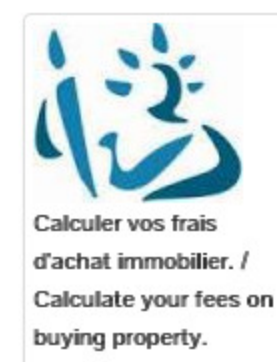 Calculer vos frais
d'achat immobilier. /
Calculate your fees on
buying property.